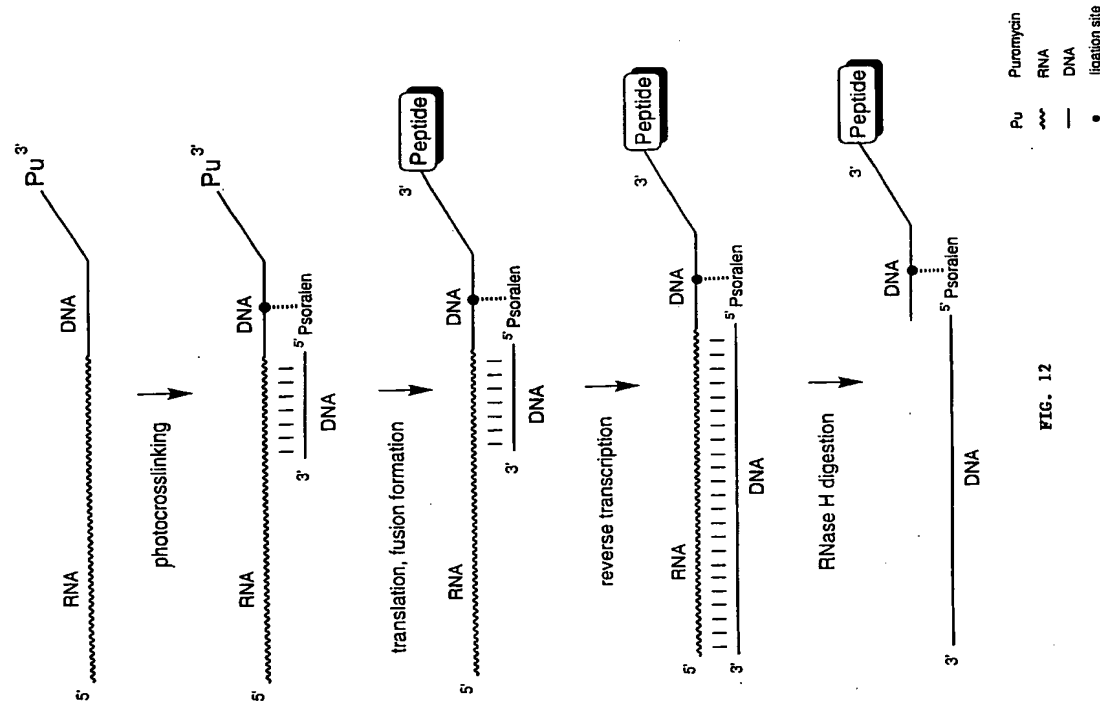 Pu 3'
DNA
RNA
5'
photocrosslinking
Pu 3'
DNA
5' Psoralen
RNA
DNA
3'
5'
translation, fusion formation
Peptide
3'
DNA
5' Psoralen
RNA
DNA
3'
5'
reverse transcription
Peptide
3'
DNA
5' Psoralen
RNA
DNA
5'
3'
RNase H digestion
Peptide
3'
DNA
5' Psoralen
DNA
3'
FIG. 12
Pu Puromycin
RNA
DNA
ligation site